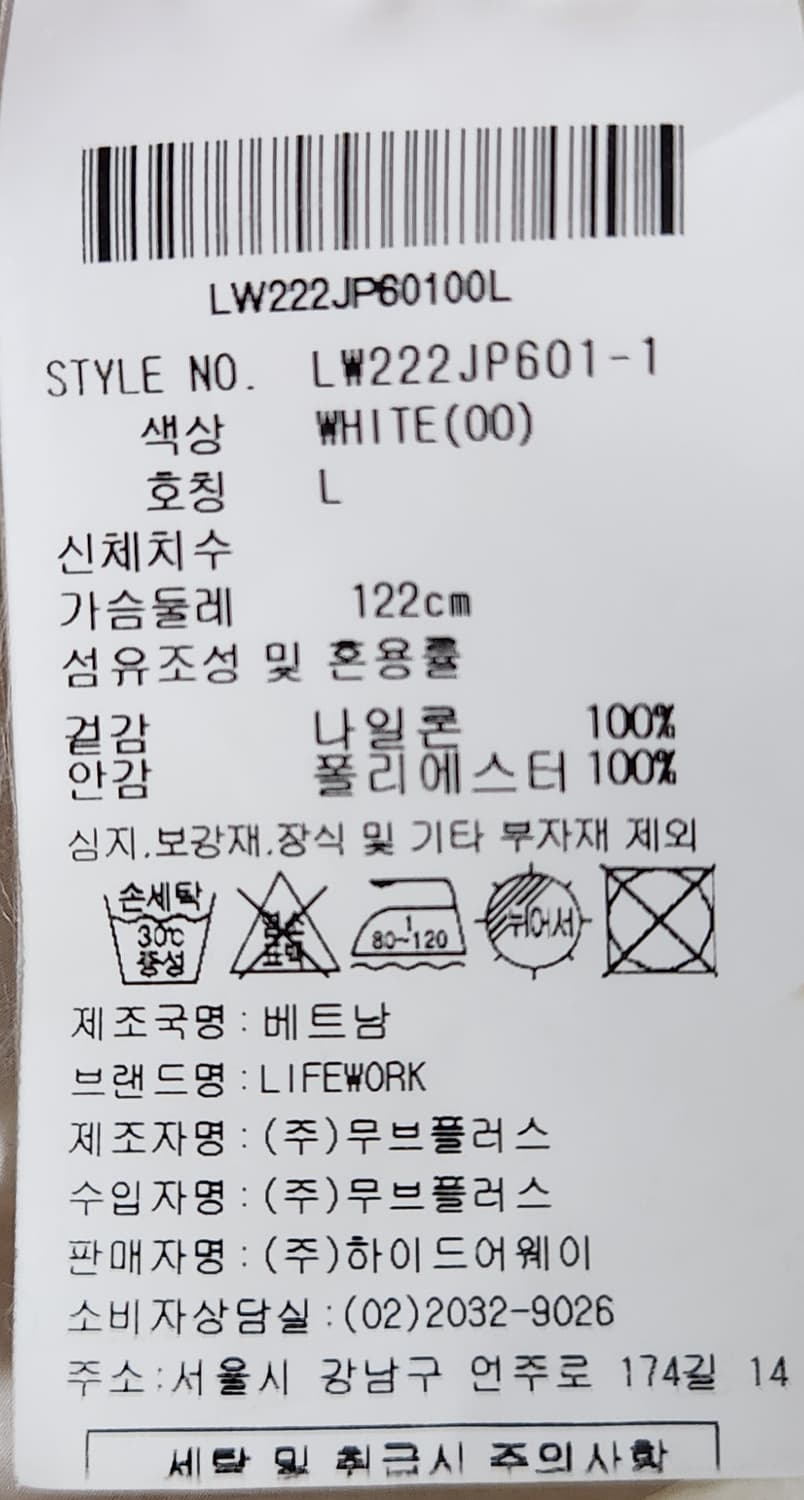 LW222JP60100L
STYLE NO. LW222JP601-1
색상 WHITE(00)
호칭 L
신체치수
가슴둘레 122cm
섬유조성 및 혼용률
겉감 나일론 100%
안감 폴리에스터 100%
심지.보강재.장식 및 기타 부자재 제외
손세탁 30℃ 중성 염소 표백 1 80~120 뉘어서
제조국명:베트남
브랜드명:LIFEWORK
제조자명:(주)무브플러스
수입자명:(주)무브플러스
판매자명:(주)하이드어웨이
소비자상담실:(02)2032-9026
주소:서울시 강남구 언주로 174길 14
세탁 및 취급시 주의사항